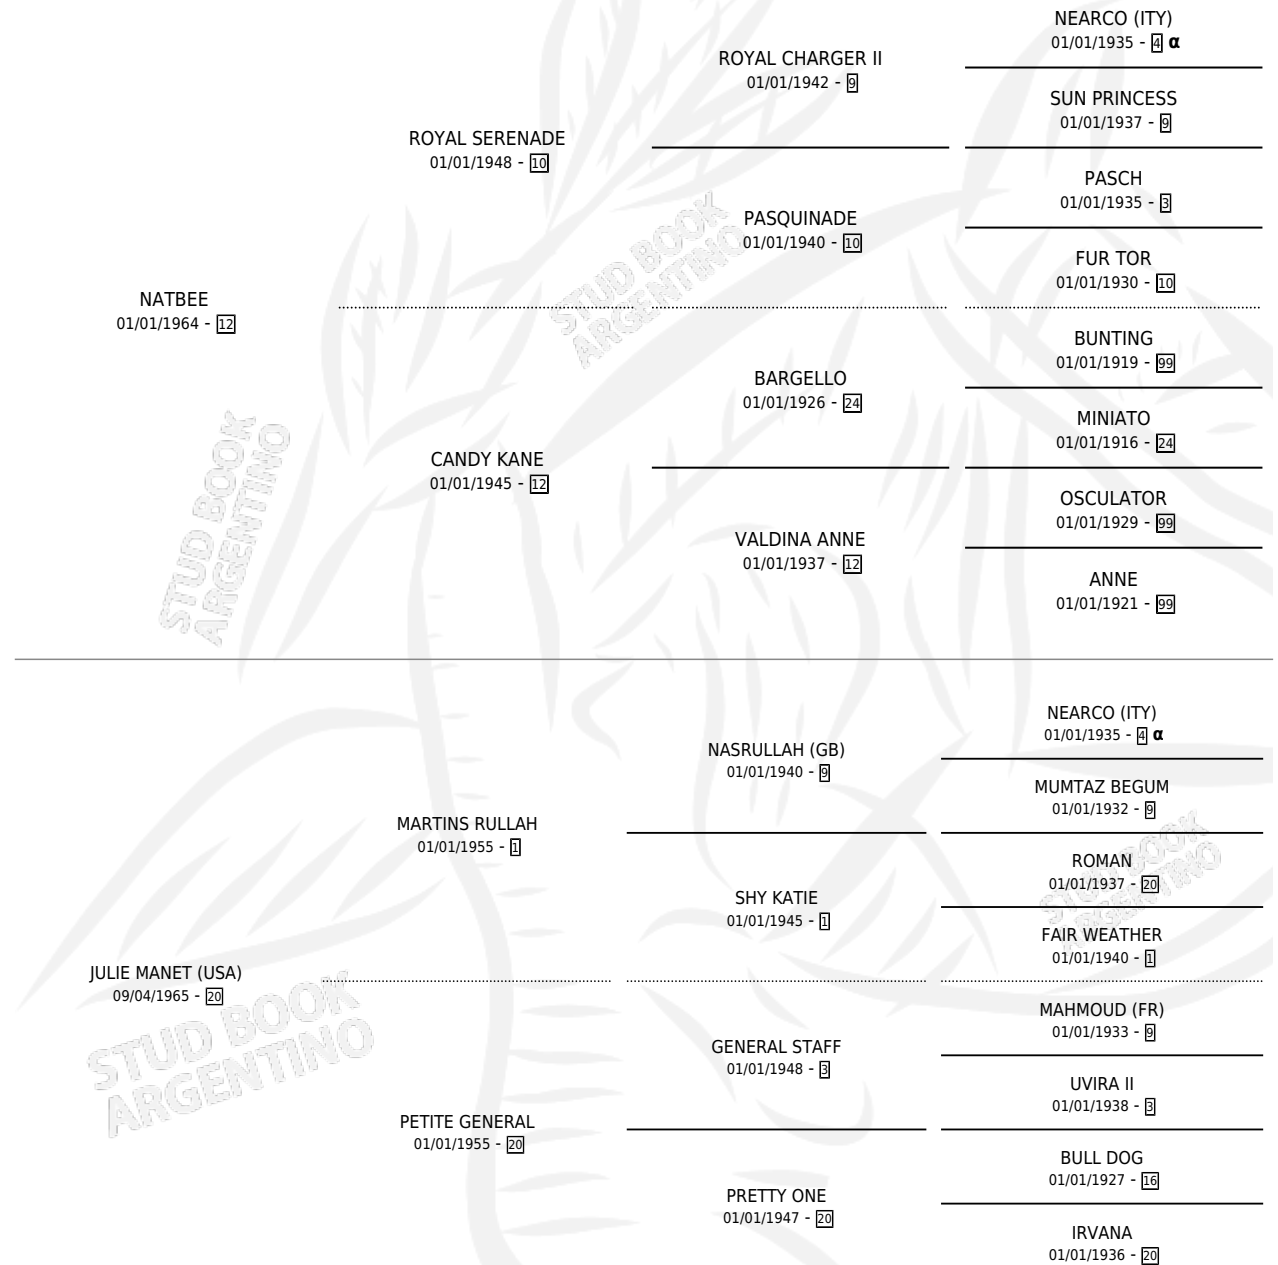 NEARCO (ITY)
01/01/1935 - 4 α
ROYAL CHARGER II
01/01/1942 - 9
SUN PRINCESS
01/01/1937 - 9
ROYAL SERENADE
01/01/1948 - 10
PASCH
01/01/1935 - 3
PASQUINADE
01/01/1940 - 10
FUR TOR
01/01/1930 - 10
NATBEE
01/01/1964 - 12
BUNTING
01/01/1919 - 99
BARGELLO
01/01/1926 - 24
MINIATO
01/01/1916 - 24
CANDY KANE
01/01/1945 - 12
OSCULATOR
01/01/1929 - 99
VALDINA ANNE
01/01/1937 - 12
ANNE
01/01/1921 - 99
NEARCO (ITY)
01/01/1935 - 4 α
NASRULLAH (GB)
01/01/1940 - 9
MUMTAZ BEGUM
01/01/1932 - 9
MARTINS RULLAH
01/01/1955 - 1
ROMAN
01/01/1937 - 20
SHY KATIE
01/01/1945 - 1
FAIR WEATHER
01/01/1940 - 1
JULIE MANET (USA)
09/04/1965 - 20
MAHMOUD (FR)
01/01/1933 - 9
GENERAL STAFF
01/01/1948 - 3
UVIRA II
01/01/1938 - 3
PETITE GENERAL
01/01/1955 - 20
BULL DOG
01/01/1927 - 16
PRETTY ONE
01/01/1947 - 20
IRVANA
01/01/1936 - 20
STUD BOOK
ARGENTINO
STUD BOOK
ARGENTINO
STUD BOOK
ARGENTINO
STUD BOOK
ARGENTINO